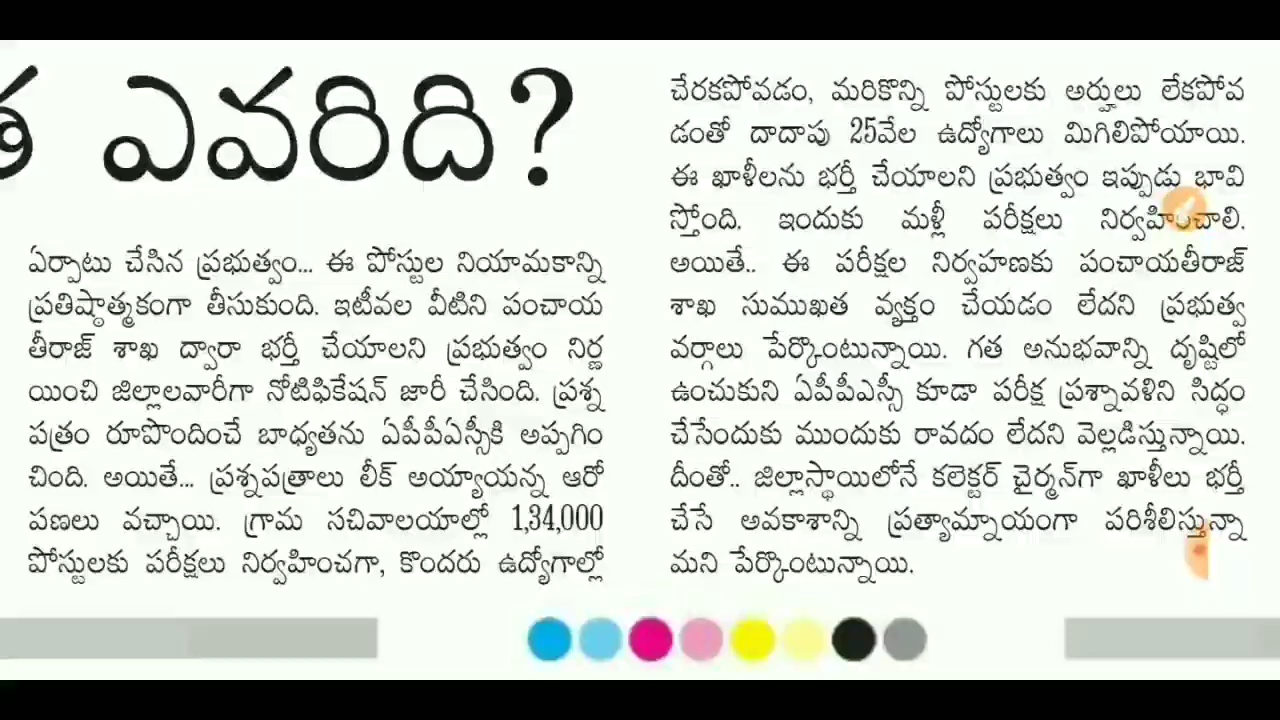 త ఎవరిది?
ఏర్పాటు చేసిన ప్రభుత్వం... ఈ పోస్టుల నియామకాన్ని
ప్రతిష్ఠాత్మకంగా తీసుకుంది. ఇటీవల వీటిని పంచాయ
తీరాజ్ శాఖ ద్వారా భర్తీ చేయాలని ప్రభుత్వం నిర్ణ
యించి జిల్లాలవారీగా నోటిఫికేషన్ జారీ చేసింది. ప్రశ్న
పత్రం రూపొందించే బాధ్యతను ఏపీపీఎస్సీకి అప్పగిం
చింది. అయితే... ప్రశ్నపత్రాలు లీక్ అయ్యాయన్న ఆరో
పణలు వచ్చాయి. గ్రామ సచివాలయాల్లో 1,34,000
పోస్టులకు పరీక్షలు నిర్వహించగా, కొందరు ఉద్యోగాల్లో
చేరకపోవడం, మరికొన్ని పోస్టులకు అర్హులు లేకపోవ
డంతో దాదాపు 25వేల ఉద్యోగాలు మిగిలిపోయాయి.
ఈ ఖాళీలను భర్తీ చేయాలని ప్రభుత్వం ఇప్పుడు భావి
స్తోంది. ఇందుకు మళ్లీ పరీక్షలు నిర్వహించాలి.
అయితే.. ఈ పరీక్షల నిర్వహణకు పంచాయతీరాజ్
శాఖ సుముఖత వ్యక్తం చేయడం లేదని ప్రభుత్వ
వర్గాలు పేర్కొంటున్నాయి. గత అనుభవాన్ని దృష్టిలో
ఉంచుకుని ఏపీపీఎస్సీ కూడా పరీక్ష ప్రశ్నావళిని సిద్ధం
చేసేందుకు ముందుకు రావడం లేదని వెల్లడిస్తున్నాయి.
దీంతో.. జిల్లాస్థాయిలోనే కలెక్టర్ చైర్మన్‌గా ఖాళీలు భర్తీ
చేసే అవకాశాన్ని ప్రత్యామ్నాయంగా పరిశీలిస్తున్నా
మని పేర్కొంటున్నాయి.